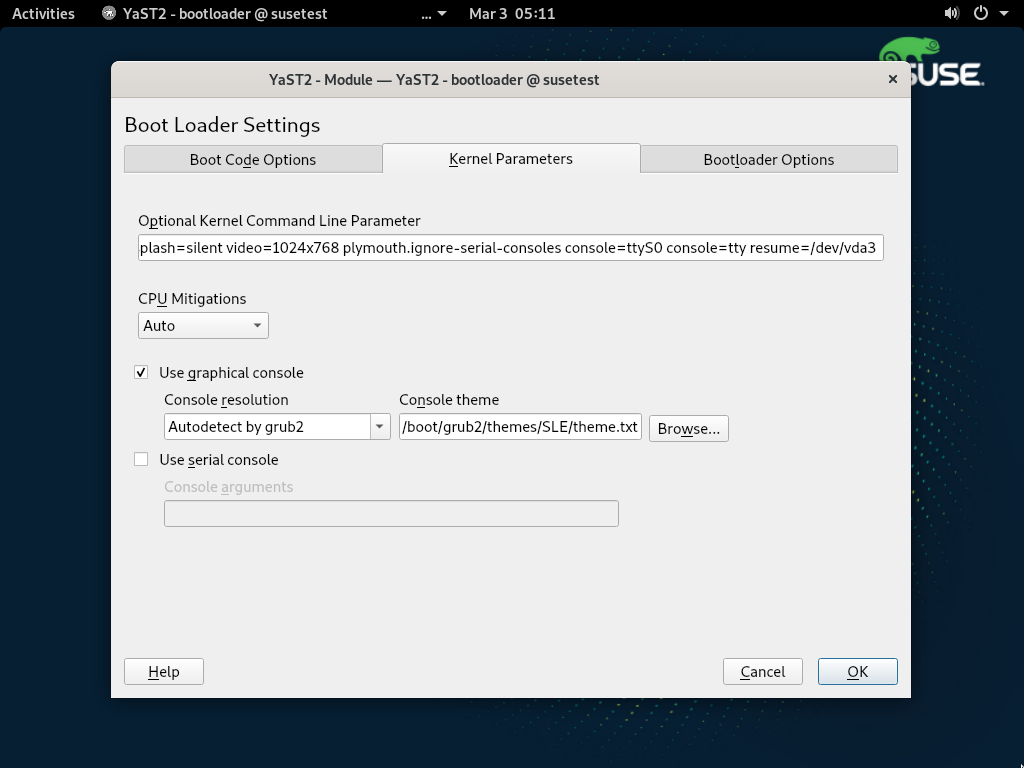 Activities YaST2 - bootloader @ susetest ... Mar 3 05:11
SUSE
YaST2 - Module — YaST2 - bootloader @ susetest
Boot Loader Settings
Boot Code Options Kernel Parameters Bootloader Options
Optional Kernel Command Line Parameter
plash=silent video=1024x768 plymouth.ignore-serial-consoles console=ttyS0 console=tty resume=/dev/vda3
CPU Mitigations
Auto
Use graphical console
Console resolution Console theme
Autodetect by grub2 /boot/grub2/themes/SLE/theme.txt Browse...
Use serial console
Console arguments
Help Cancel OK